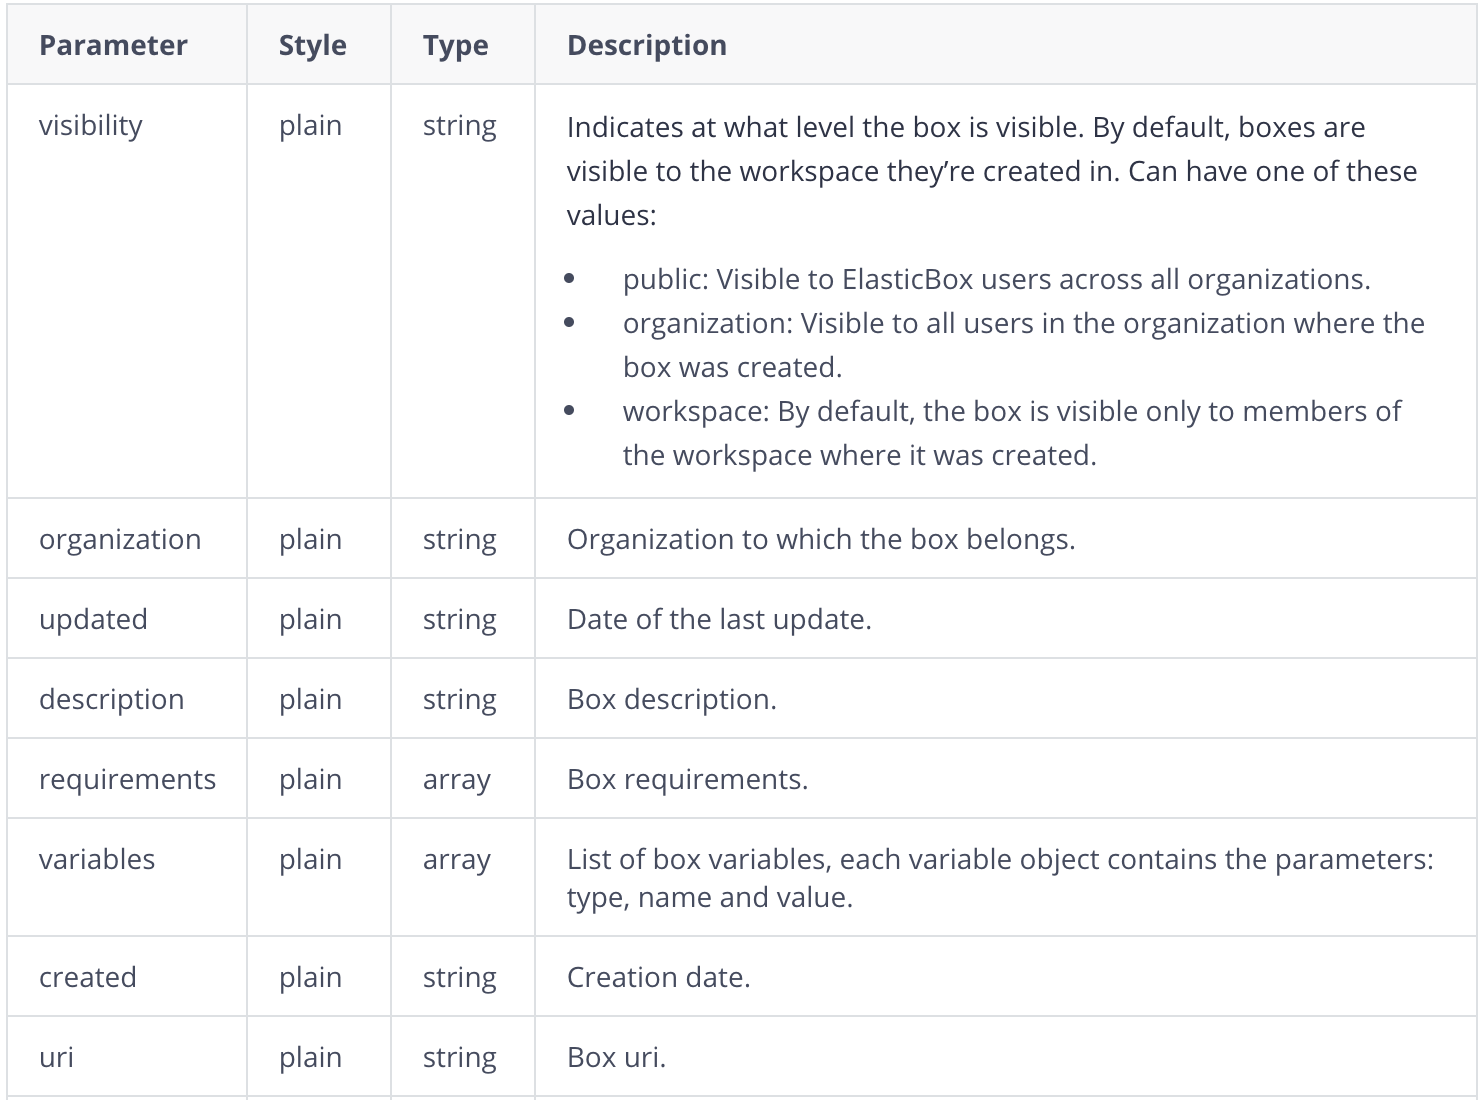 Parameter Style Type Description
visibility plain string Indicates at what level the box is visible. By default, boxes are
visible to the workspace they’re created in. Can have one of these
values:
• public: Visible to ElasticBox users across all organizations.
• organization: Visible to all users in the organization where the
box was created.
• workspace: By default, the box is visible only to members of
the workspace where it was created.
organization plain string Organization to which the box belongs.
updated plain string Date of the last update.
description plain string Box description.
requirements plain array Box requirements.
variables plain array List of box variables, each variable object contains the parameters:
type, name and value.
created plain string Creation date.
uri plain string Box uri.